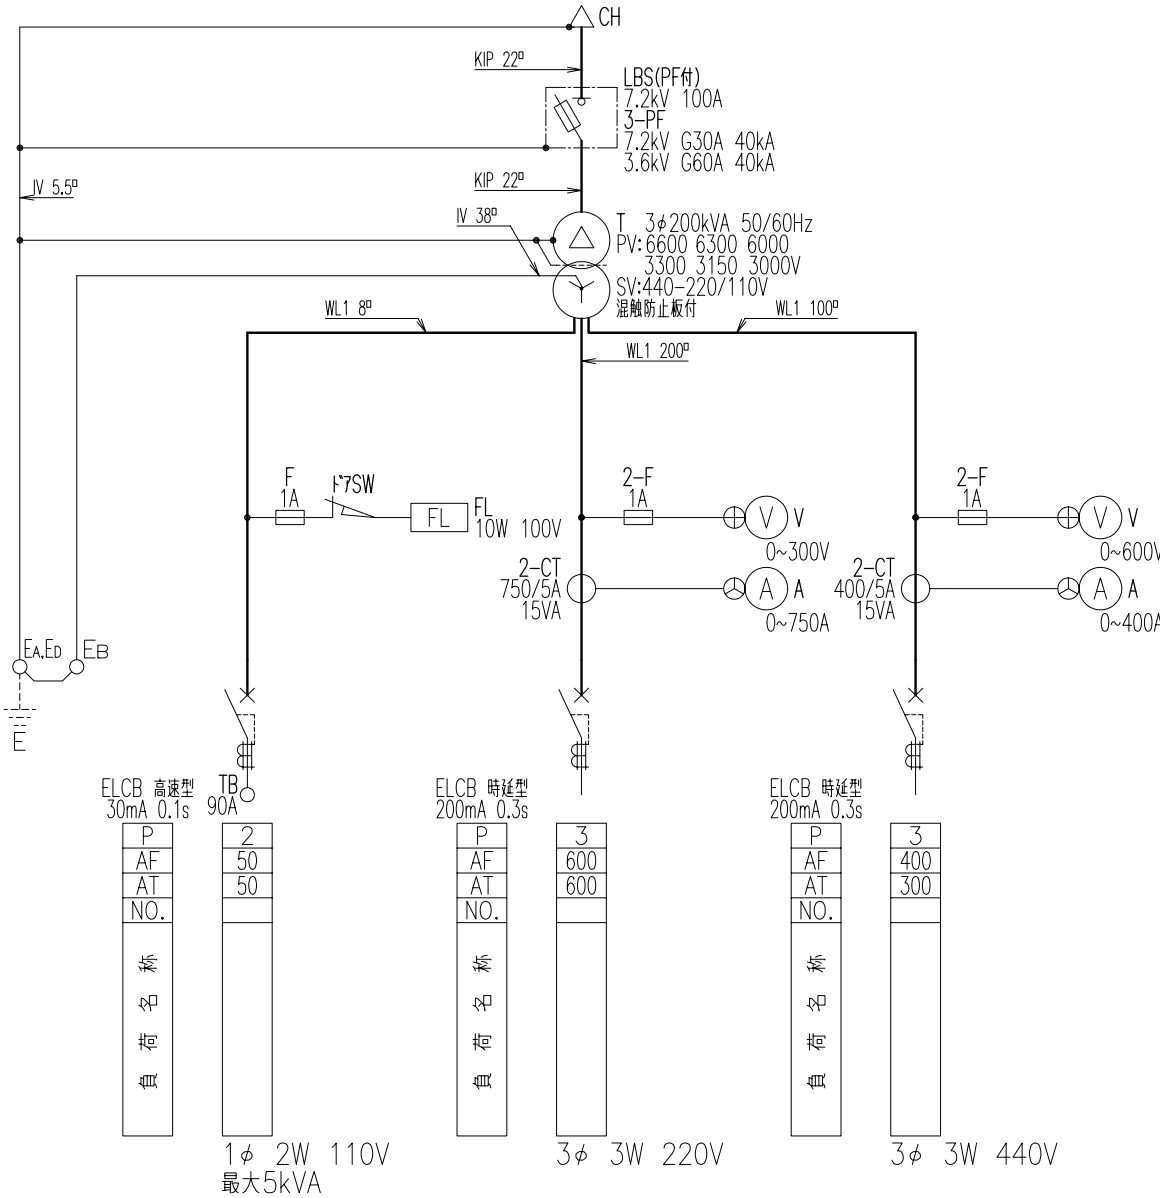 CH
KIP 22□
LBS(PF付)
7.2kV 100A
3-PF
7.2kV G30A 40kA
3.6kV G60A 40kA
KIP 22□
IV 5.5□
IV 38□
T 3φ200kVA 50/60Hz
PV:6600 6300 6000
3300 3150 3000V
SV:440-220/110V
混触防止板付
WL1 8□
WL1 100□
WL1 200□
F
1A
ドアSW
FL
FL
10W 100V
2-F
1A
V
V
0~300V
2-F
1A
V
V
0~600V
2-CT
750/5A
15VA
A
A
0~750A
2-CT
400/5A
15VA
A
A
0~400A
EA,ED
EB
E
ELCB 高速型
30mA 0.1s
TB
90A
P 2
AF 50
AT 50
NO.
負荷名称
1φ 2W 110V
最大5kVA
ELCB 時延型
200mA 0.3s
P 3
AF 600
AT 600
NO.
負荷名称
3φ 3W 220V
ELCB 時延型
200mA 0.3s
P 3
AF 400
AT 300
NO.
負荷名称
3φ 3W 440V